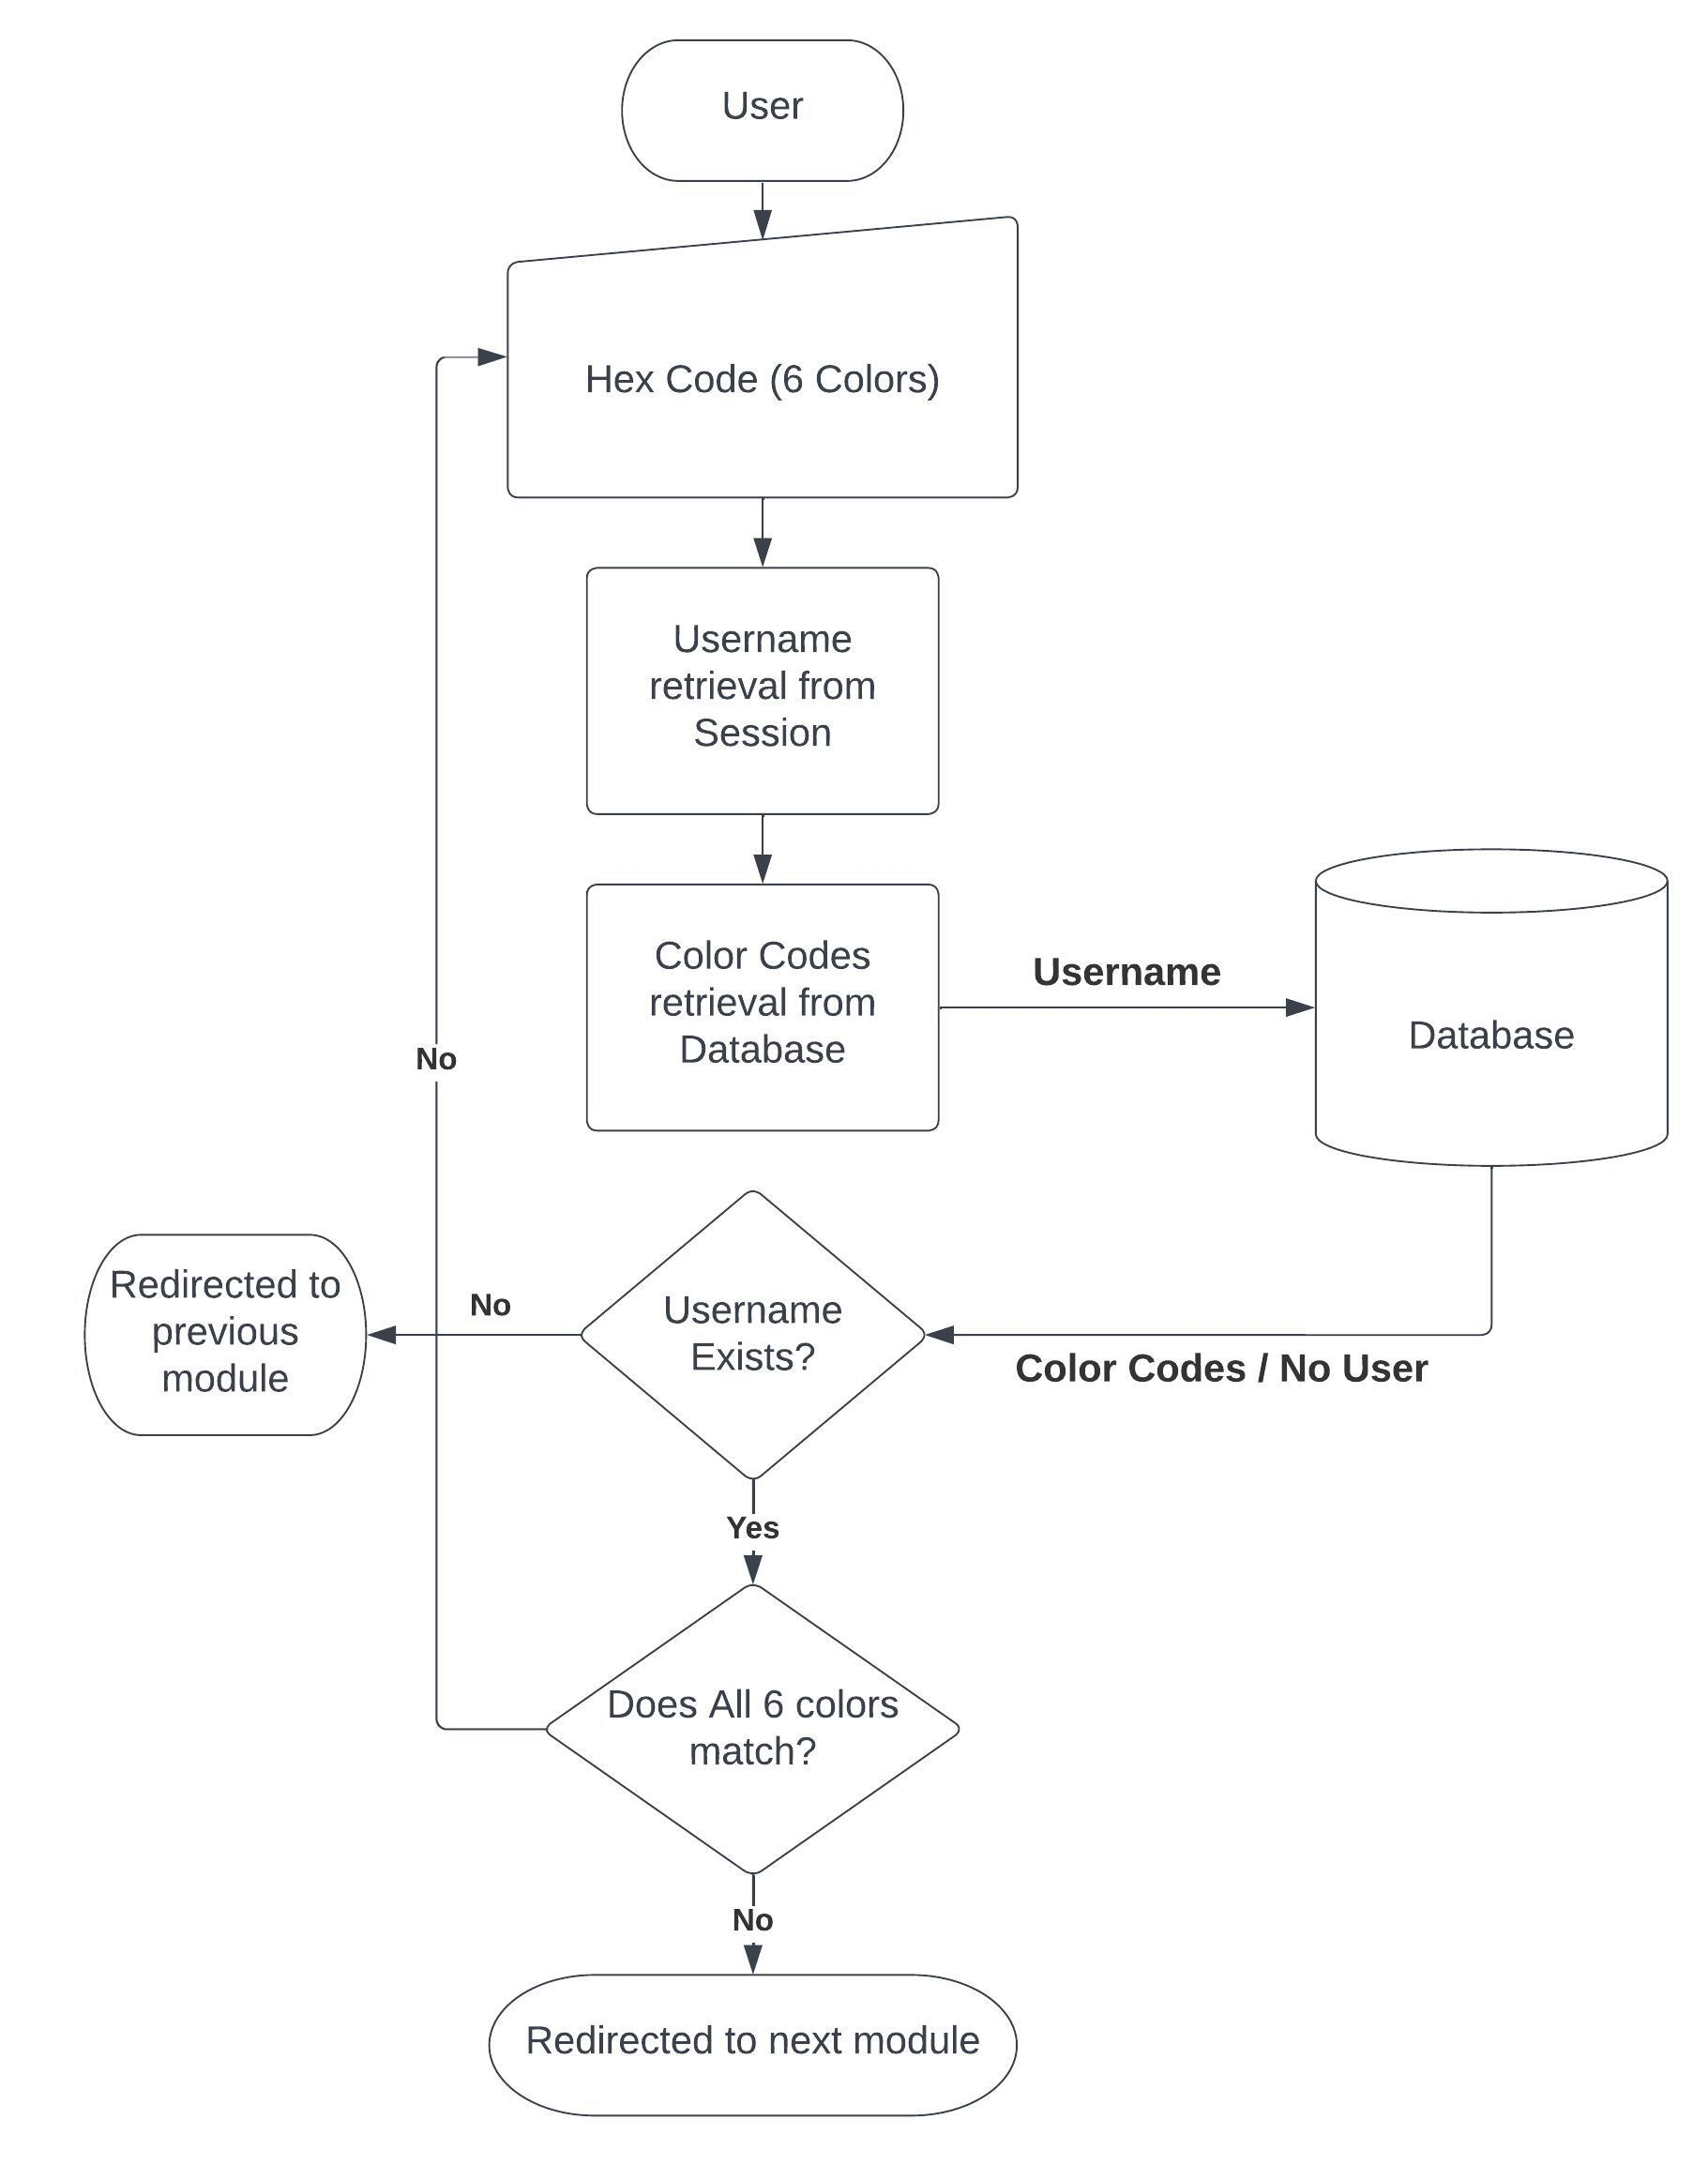 User
Hex Code (6 Colors)
Username
retrieval from
Session
Color Codes
retrieval from
Database
Username
Database
No
Redirected to
previous
module
No
Username
Exists?
Color Codes / No User
Yes
Does All 6 colors
match?
No
Redirected to next module